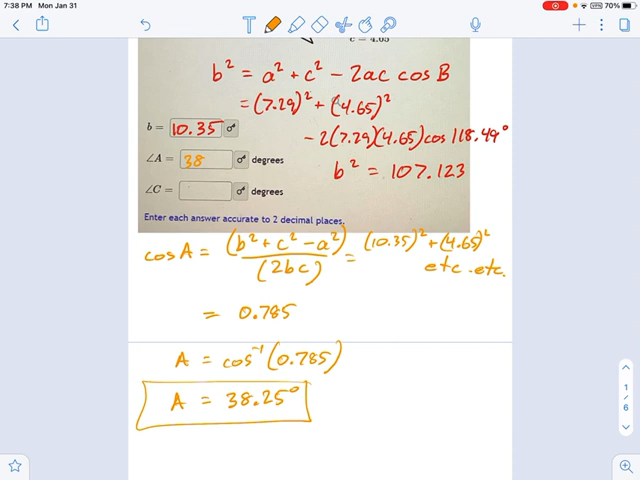 7:38 PM Mon Jan 31
70%
c = 4.65
b² = a² + c² - 2ac cos B
= (7.29)² + (4.65)²
- 2(7.29)(4.65) cos 118.49°
b = 10.35
b² = 107.123
∠A = 38 degrees
∠C = degrees
Enter each answer accurate to 2 decimal places.
cos A = (b² + c² - a²) / (2bc) = (10.35)² + (4.65)²
etc. etc.
= 0.785
A = cos⁻¹(0.785)
A = 38.25°
1
/
6